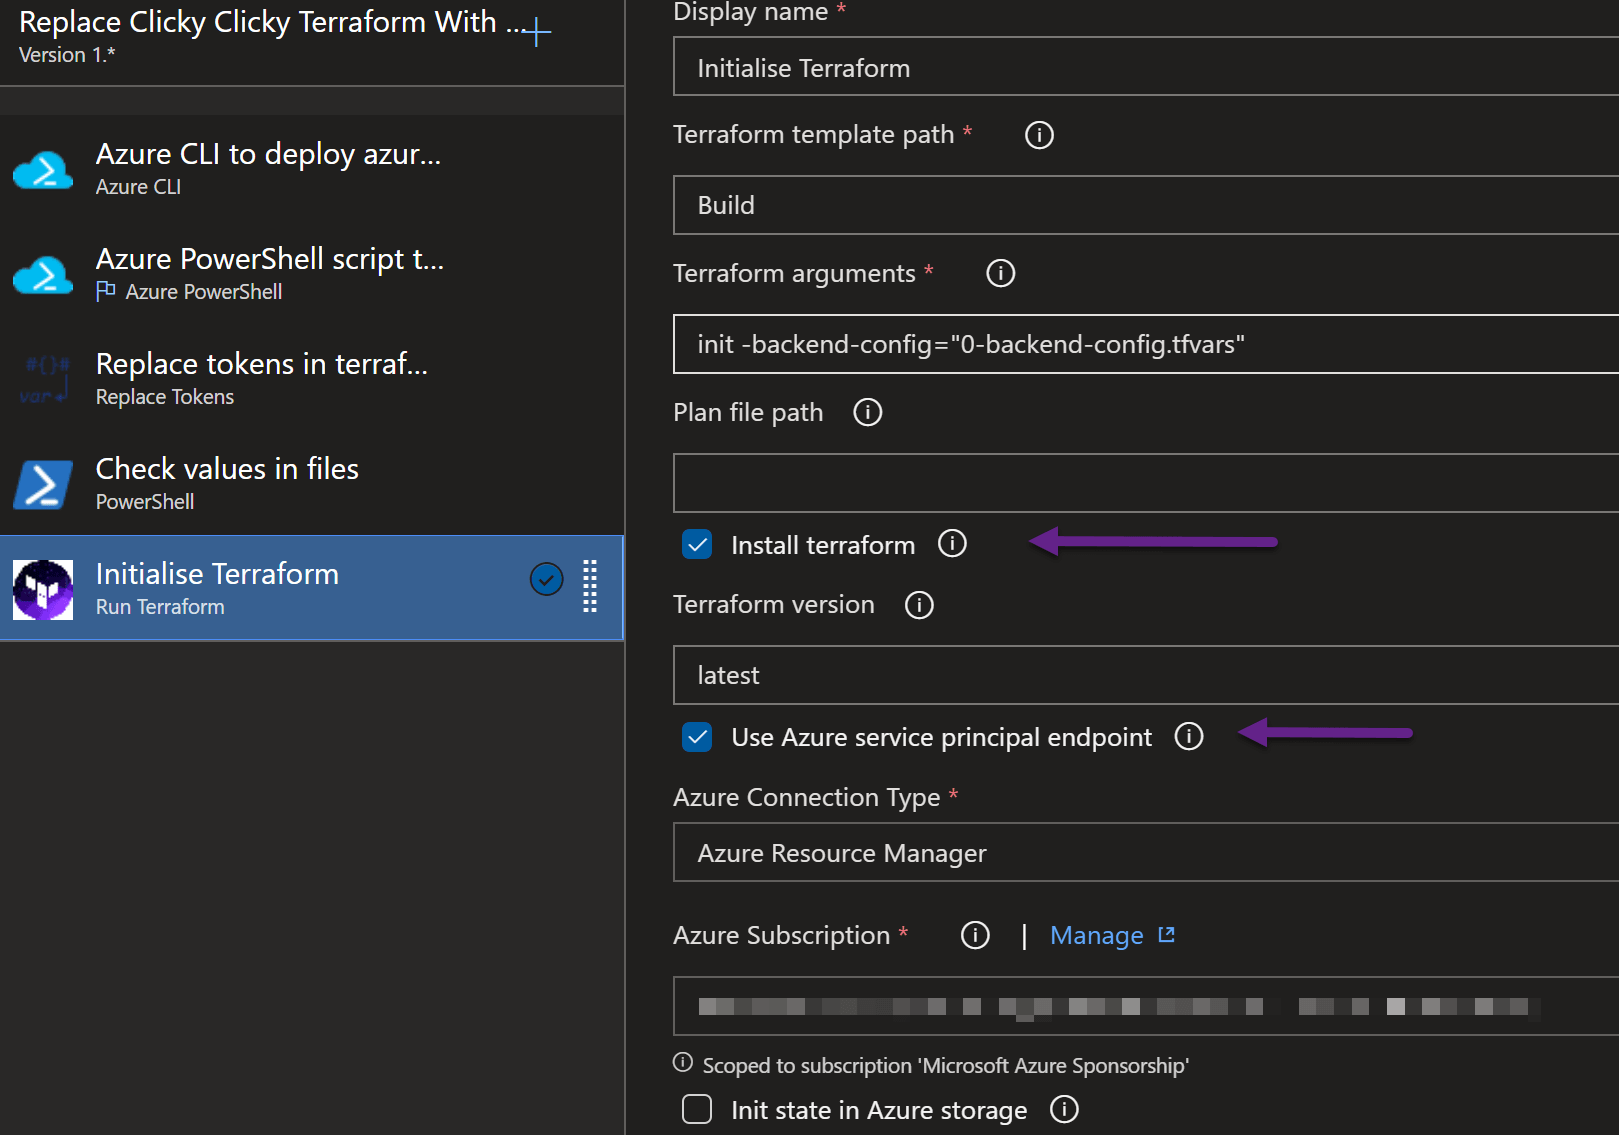 Replace Clicky Clicky Terraform With ...
Version 1.*
Azure CLI to deploy azur...
Azure CLI
Azure PowerShell script t...
Azure PowerShell
#{}#
var
Replace tokens in terraf...
Replace Tokens
Check values in files
PowerShell
Initialise Terraform
Run Terraform
Display name *
Initialise Terraform
Terraform template path *
Build
Terraform arguments *
init -backend-config="0-backend-config.tfvars"
Plan file path
Install terraform
Terraform version
latest
Use Azure service principal endpoint
Azure Connection Type *
Azure Resource Manager
Azure Subscription * | Manage
Scoped to subscription 'Microsoft Azure Sponsorship'
Init state in Azure storage